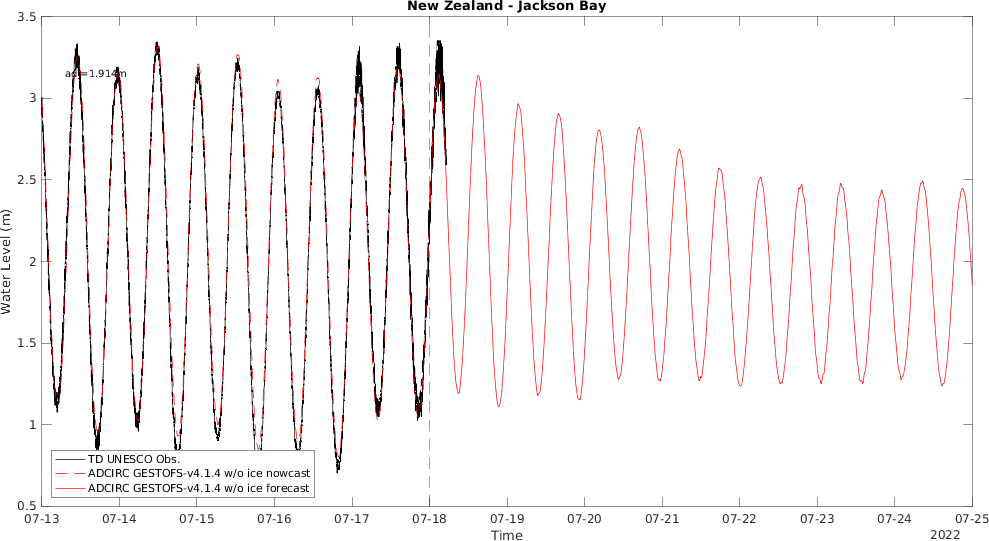 New Zealand - Jackson Bay
3.5
3
2.5
2
1.5
1
0.5
Water Level (m)
=1.914m
TD UNESCO Obs.
ADCIRC GESTOFS-v4.1.4 w/o ice nowcast
ADCIRC GESTOFS-v4.1.4 w/o ice forecast
07-13 07-14 07-15 07-16 07-17 07-18 07-19 07-20 07-21 07-22 07-23 07-24 07-25
Time
2022